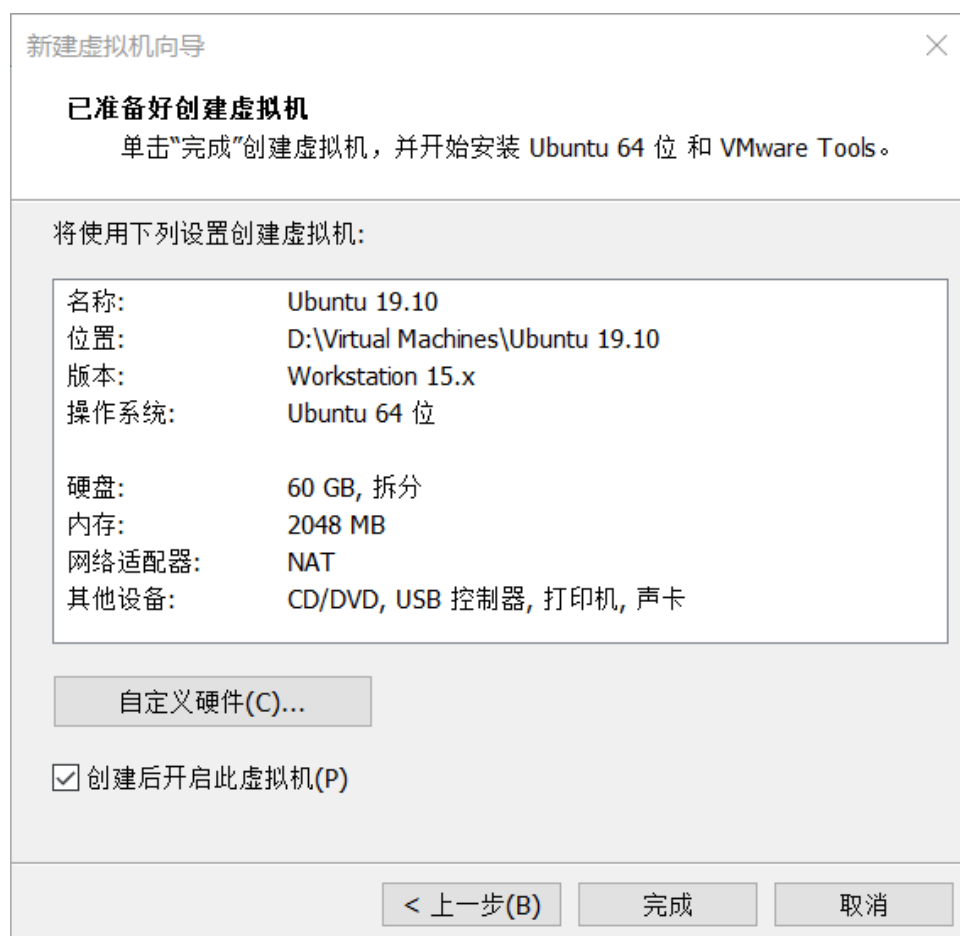 新建虚拟机向导
已准备好创建虚拟机
单击“完成”创建虚拟机，并开始安装 Ubuntu 64 位 和 VMware Tools。
将使用下列设置创建虚拟机:
名称: Ubuntu 19.10
位置: D:\Virtual Machines\Ubuntu 19.10
版本: Workstation 15.x
操作系统: Ubuntu 64 位
硬盘: 60 GB, 拆分
内存: 2048 MB
网络适配器: NAT
其他设备: CD/DVD, USB 控制器, 打印机, 声卡
自定义硬件(C)...
创建后开启此虚拟机(P)
< 上一步(B) 完成 取消